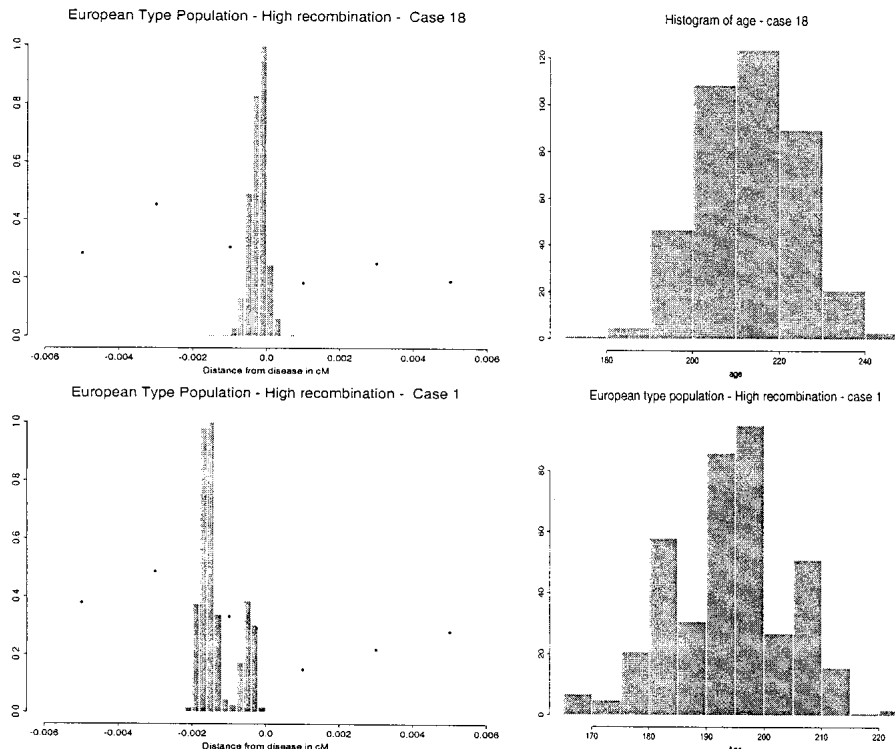 European Type Population - High recombination - Case 18
1.0
0.8
0.6
0.4
0.2
0.0
-0.006 -0.004 -0.002 0.0 0.002 0.004 0.006
Distance from disease in cM
Histogram of age - case 18
120
100
80
60
40
20
0
180 200 210 220 230 240
age
European Type Population - High recombination - Case 1
1.0
0.8
0.6
0.4
0.2
0.0
-0.006 -0.004 -0.002 0.0 0.002 0.004 0.006
Distance from disease in cM
European type population - High recombination - case 1
80
60
40
20
0
170 180 190 200 210 220
Age